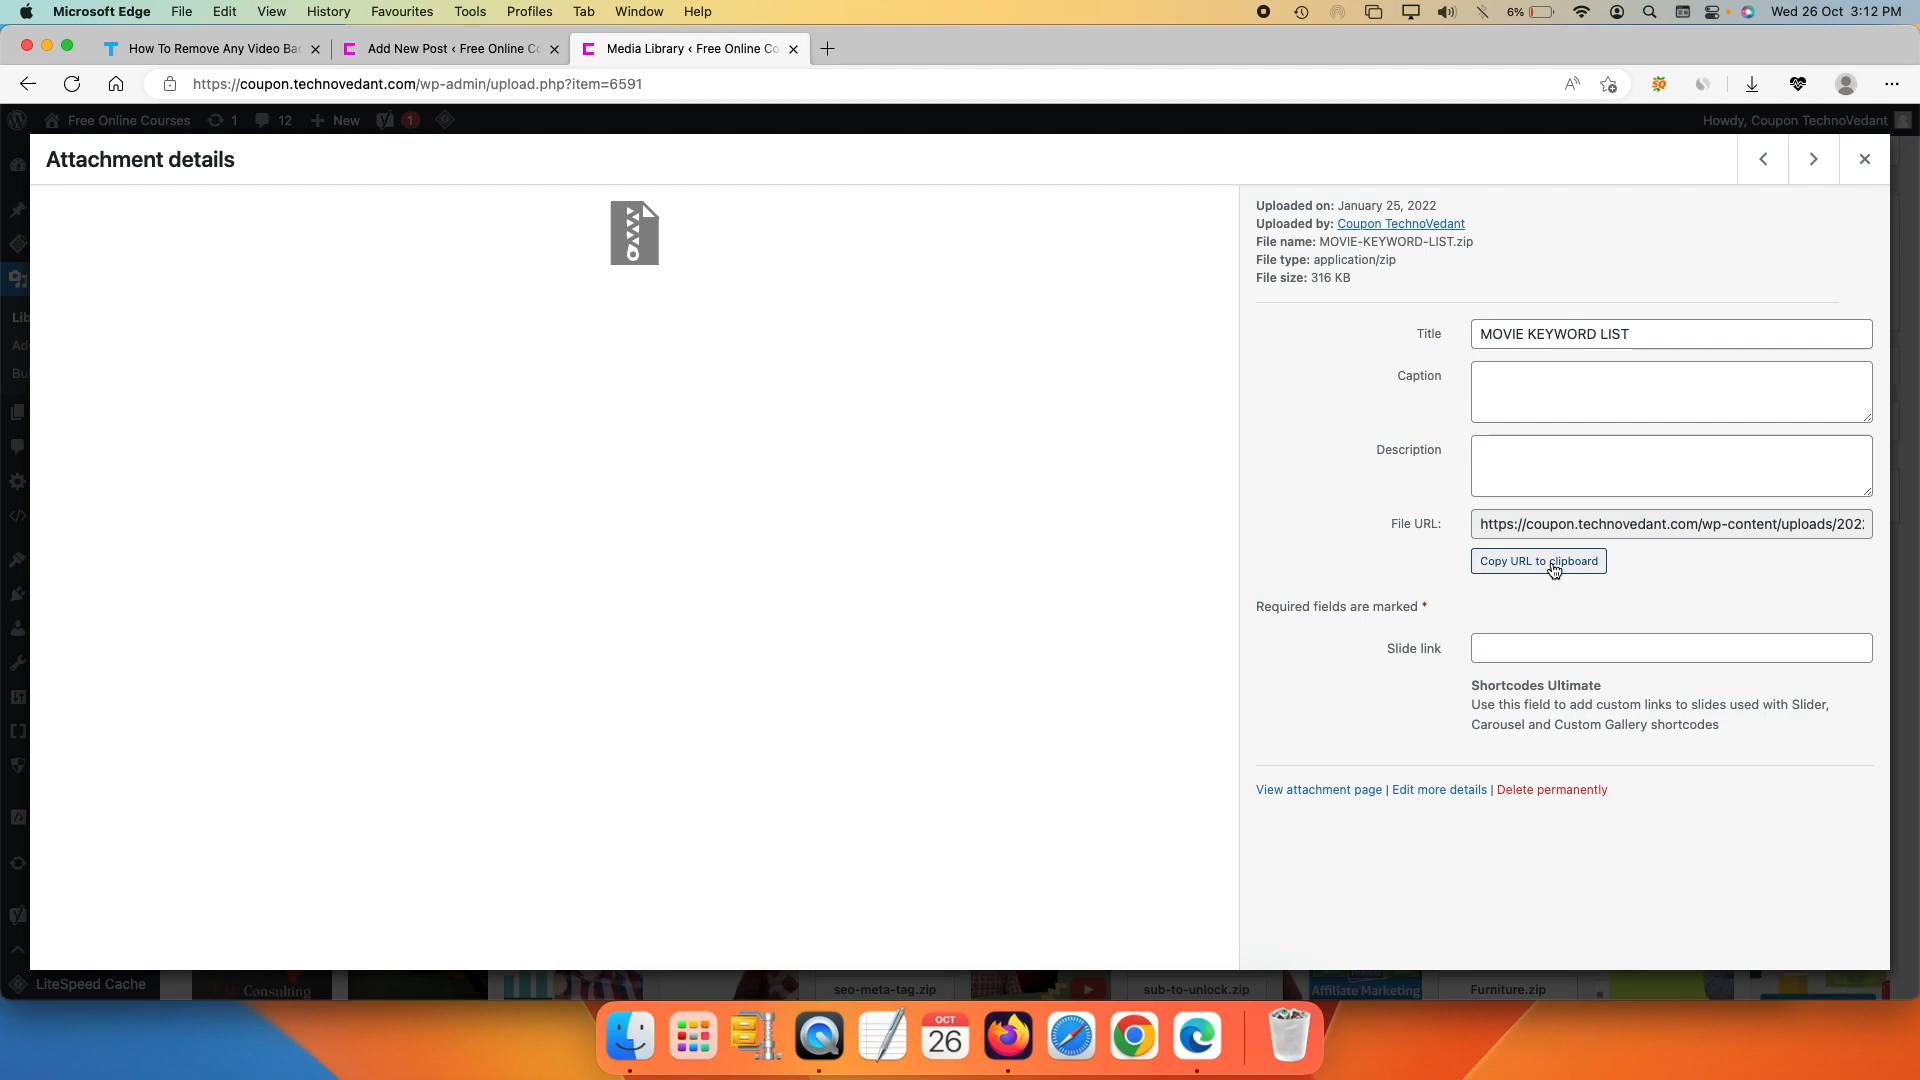 Microsoft Edge File Edit View History Favourites Tools Profiles Tab Window Help 6% Wed 26 Oct 3:12 PM
How To Remove Any Video Ba Add New Post ‹ Free Online Co Media Library ‹ Free Online Co
https://coupon.technovedant.com/wp-admin/upload.php?item=6591
Free Online Courses 1 12 New 1 Howdy, Coupon TechnoVedant
Attachment details
Uploaded on: January 25, 2022
Uploaded by: Coupon TechnoVedant
File name: MOVIE-KEYWORD-LIST.zip
File type: application/zip
File size: 316 KB
Title MOVIE KEYWORD LIST
Caption
Description
File URL: https://coupon.technovedant.com/wp-content/uploads/202
Copy URL to clipboard
Required fields are marked *
Slide link
Shortcodes Ultimate
Use this field to add custom links to slides used with Slider,
Carousel and Custom Gallery shortcodes
View attachment page | Edit more details | Delete permanently
Lib
Ad
Bul
LiteSpeed Cache Consulting seo-meta-tag.zip sub-to-unlock.zip Affiliate Marketing Furniture.zip
OCT
26